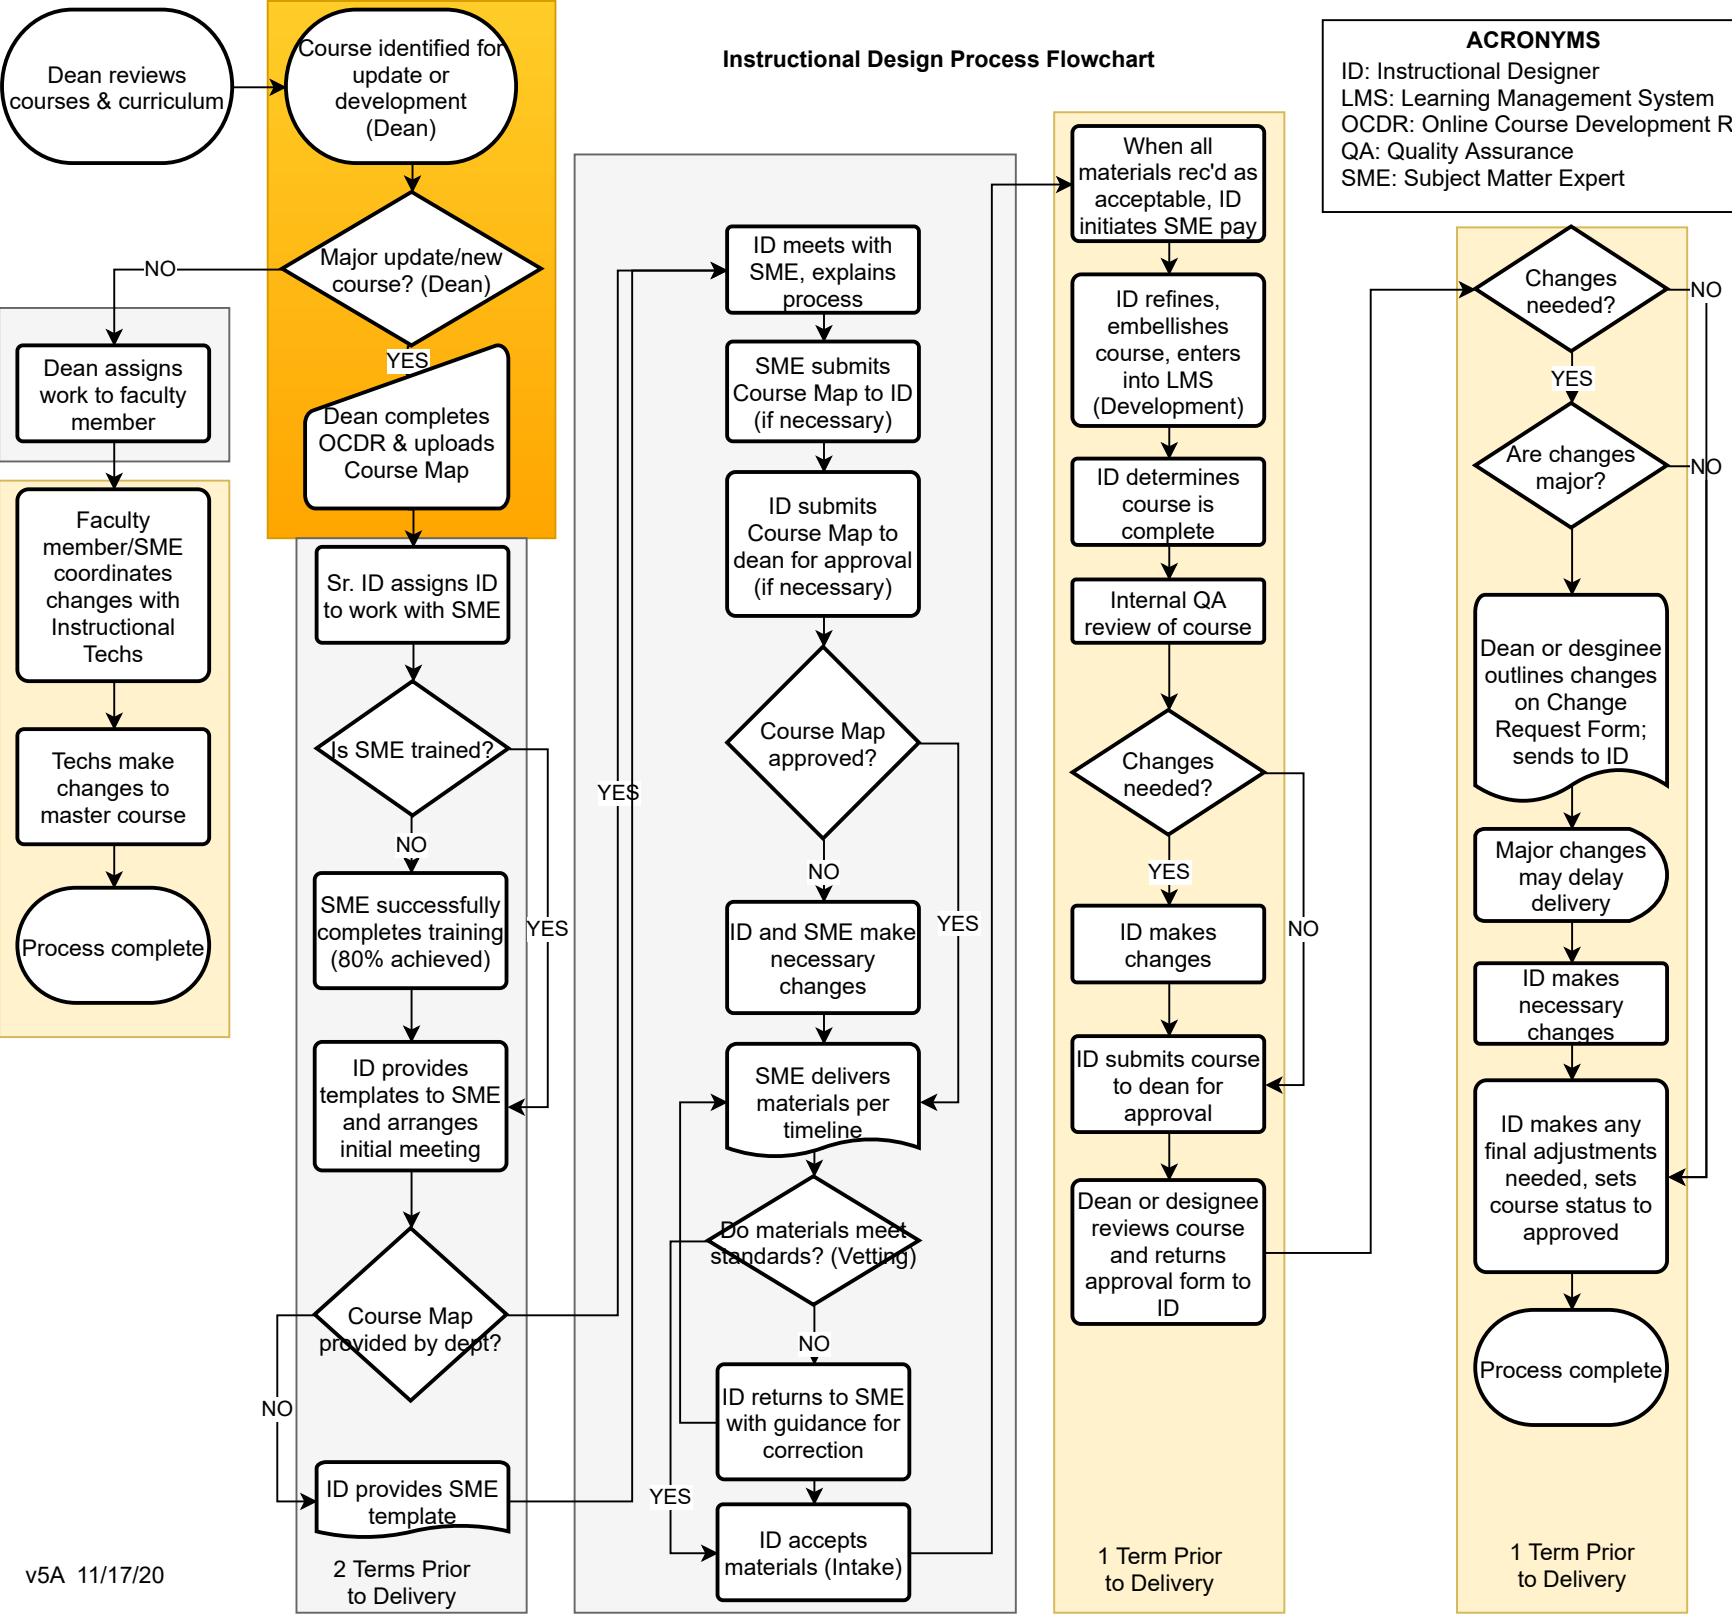 Instructional Design Process Flowchart
ACRONYMS
ID: Instructional Designer
LMS: Learning Management System
OCDR: Online Course Development R
QA: Quality Assurance
SME: Subject Matter Expert
Dean reviews
courses & curriculum
Course identified for
update or
development
(Dean)
Major update/new
course? (Dean)
NO
YES
Dean assigns
work to faculty
member
Faculty
member/SME
coordinates
changes with
Instructional
Techs
Techs make
changes to
master course
Process complete
Dean completes
OCDR & uploads
Course Map
Sr. ID assigns ID
to work with SME
Is SME trained?
NO
YES
SME successfully
completes training
(80% achieved)
ID provides
templates to SME
and arranges
initial meeting
Course Map
provided by dept?
NO
YES
ID provides SME
template
2 Terms Prior
to Delivery
ID meets with
SME, explains
process
SME submits
Course Map to ID
(if necessary)
ID submits
Course Map to
dean for approval
(if necessary)
Course Map
approved?
NO
YES
ID and SME make
necessary
changes
SME delivers
materials per
timeline
Do materials meet
standards? (Vetting)
NO
YES
ID returns to SME
with guidance for
correction
ID accepts
materials (Intake)
When all
materials rec'd as
acceptable, ID
initiates SME pay
ID refines,
embellishes
course, enters
into LMS
(Development)
ID determines
course is
complete
Internal QA
review of course
Changes
needed?
YES
NO
ID makes
changes
ID submits course
to dean for
approval
Dean or designee
reviews course
and returns
approval form to
ID
1 Term Prior
to Delivery
Changes
needed?
NO
YES
Are changes
major?
NO
Dean or desginee
outlines changes
on Change
Request Form;
sends to ID
Major changes
may delay
delivery
ID makes
necessary
changes
ID makes any
final adjustments
needed, sets
course status to
approved
Process complete
1 Term Prior
to Delivery
v5A 11/17/20